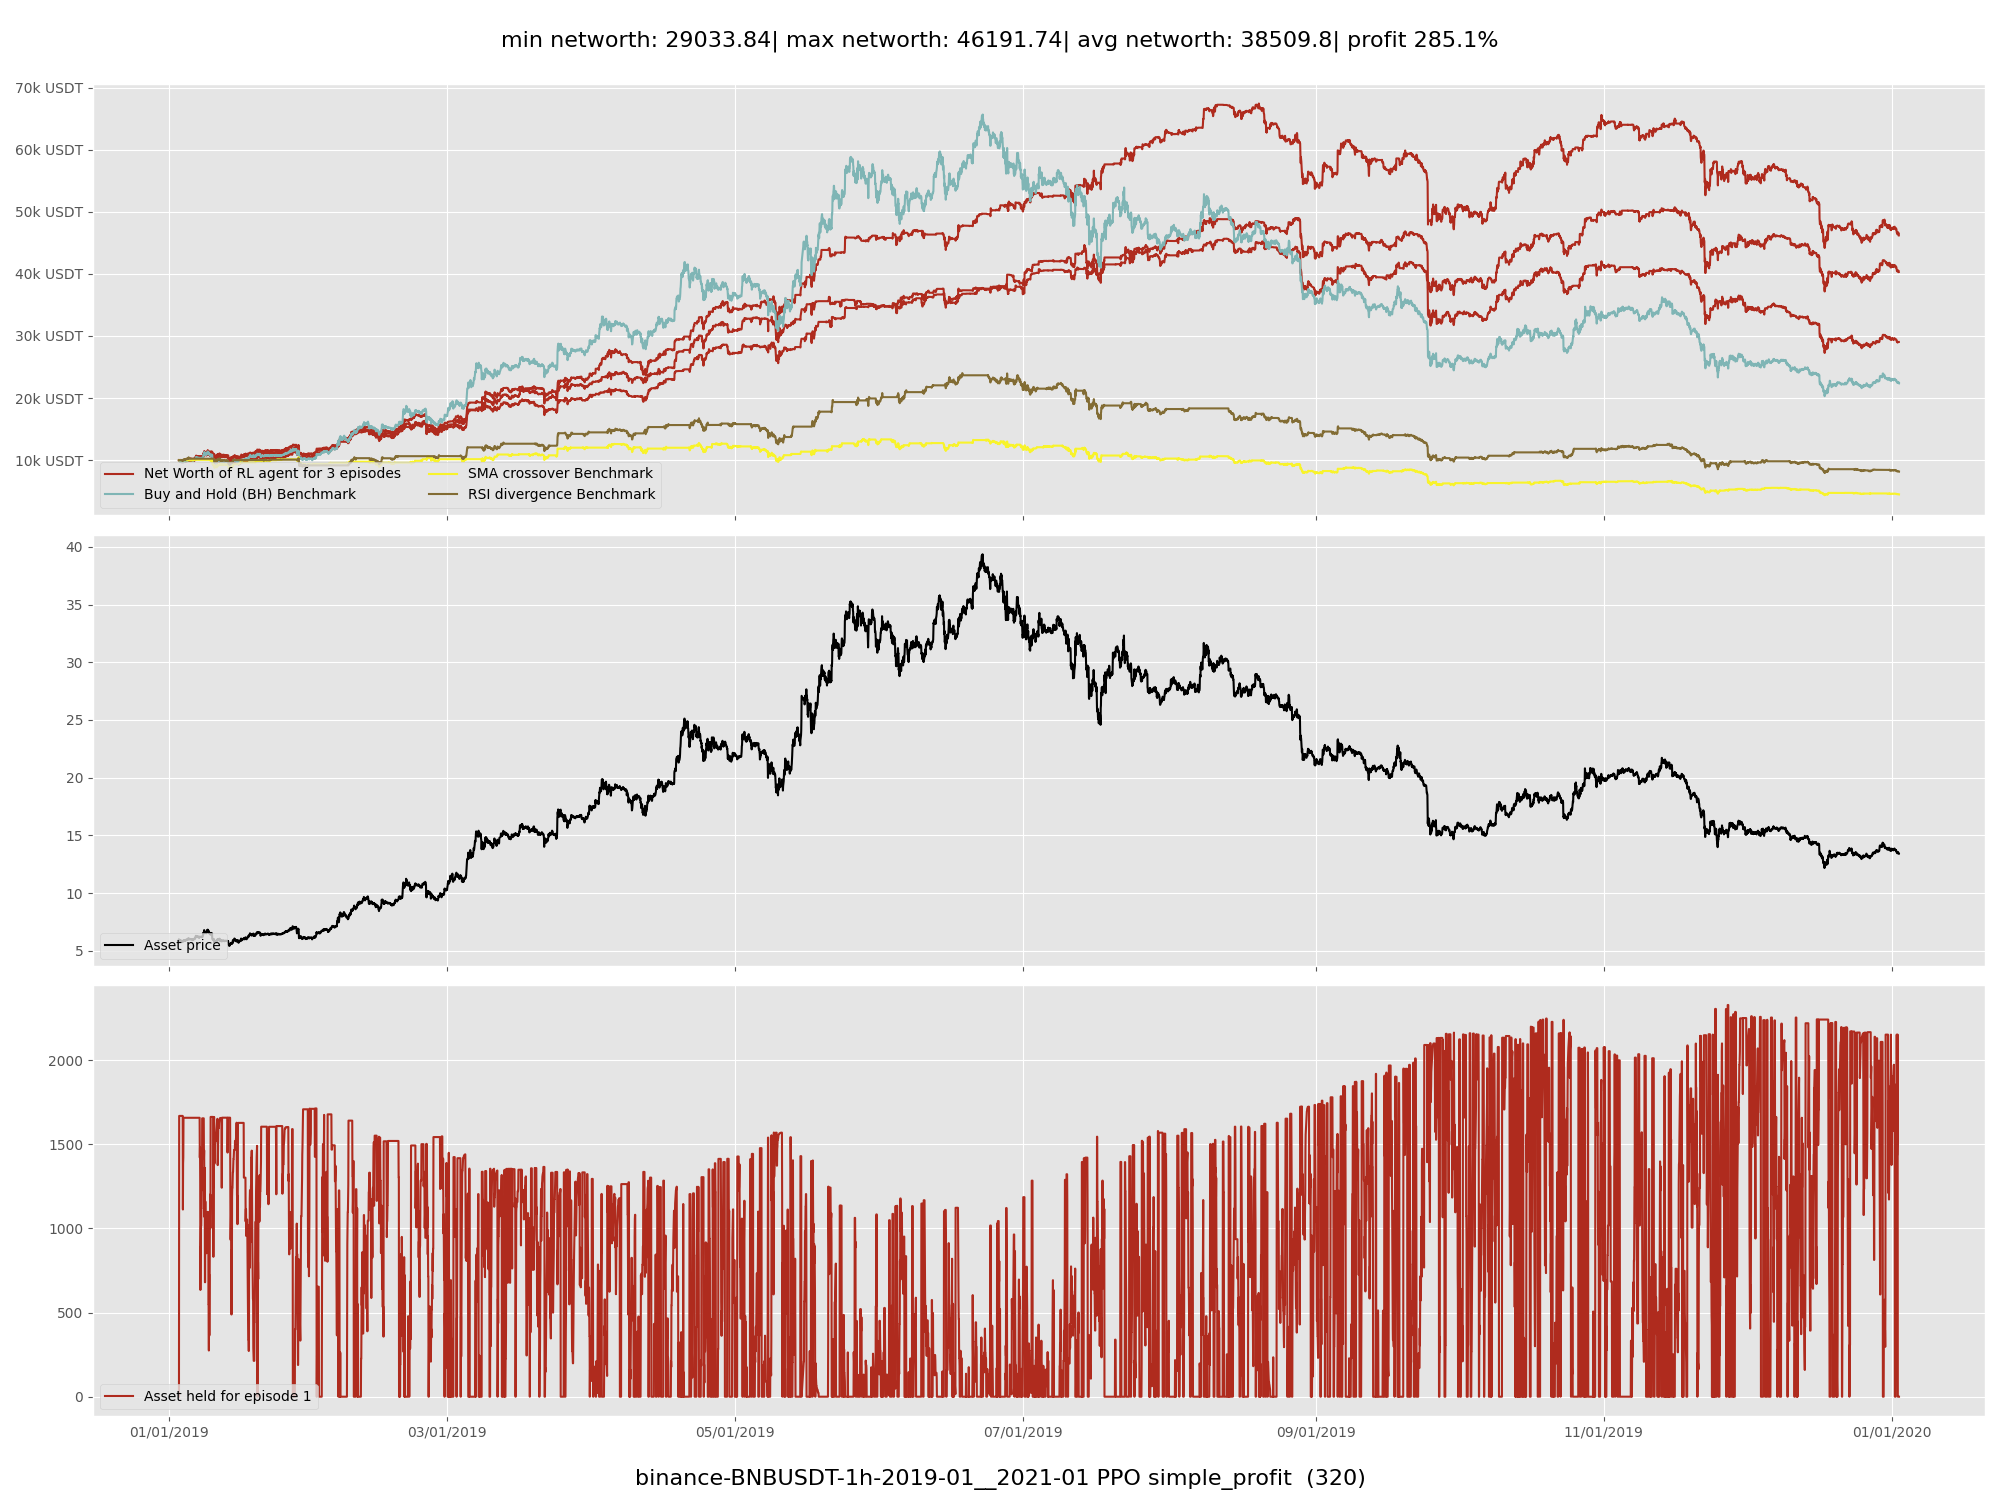 min networth: 29033.84| max networth: 46191.74| avg networth: 38509.8| profit 285.1%
70k USDT
60k USDT
50k USDT
40k USDT
30k USDT
20k USDT
10k USDT
Net Worth of RL agent for 3 episodes
Buy and Hold (BH) Benchmark
SMA crossover Benchmark
RSI divergence Benchmark
40
35
30
25
20
15
10
5
Asset price
2000
1500
1000
500
0
Asset held for episode 1
01/01/2019 03/01/2019 05/01/2019 07/01/2019 09/01/2019 11/01/2019 01/01/2020
binance-BNBUSDT-1h-2019-01__2021-01 PPO simple_profit  (320)